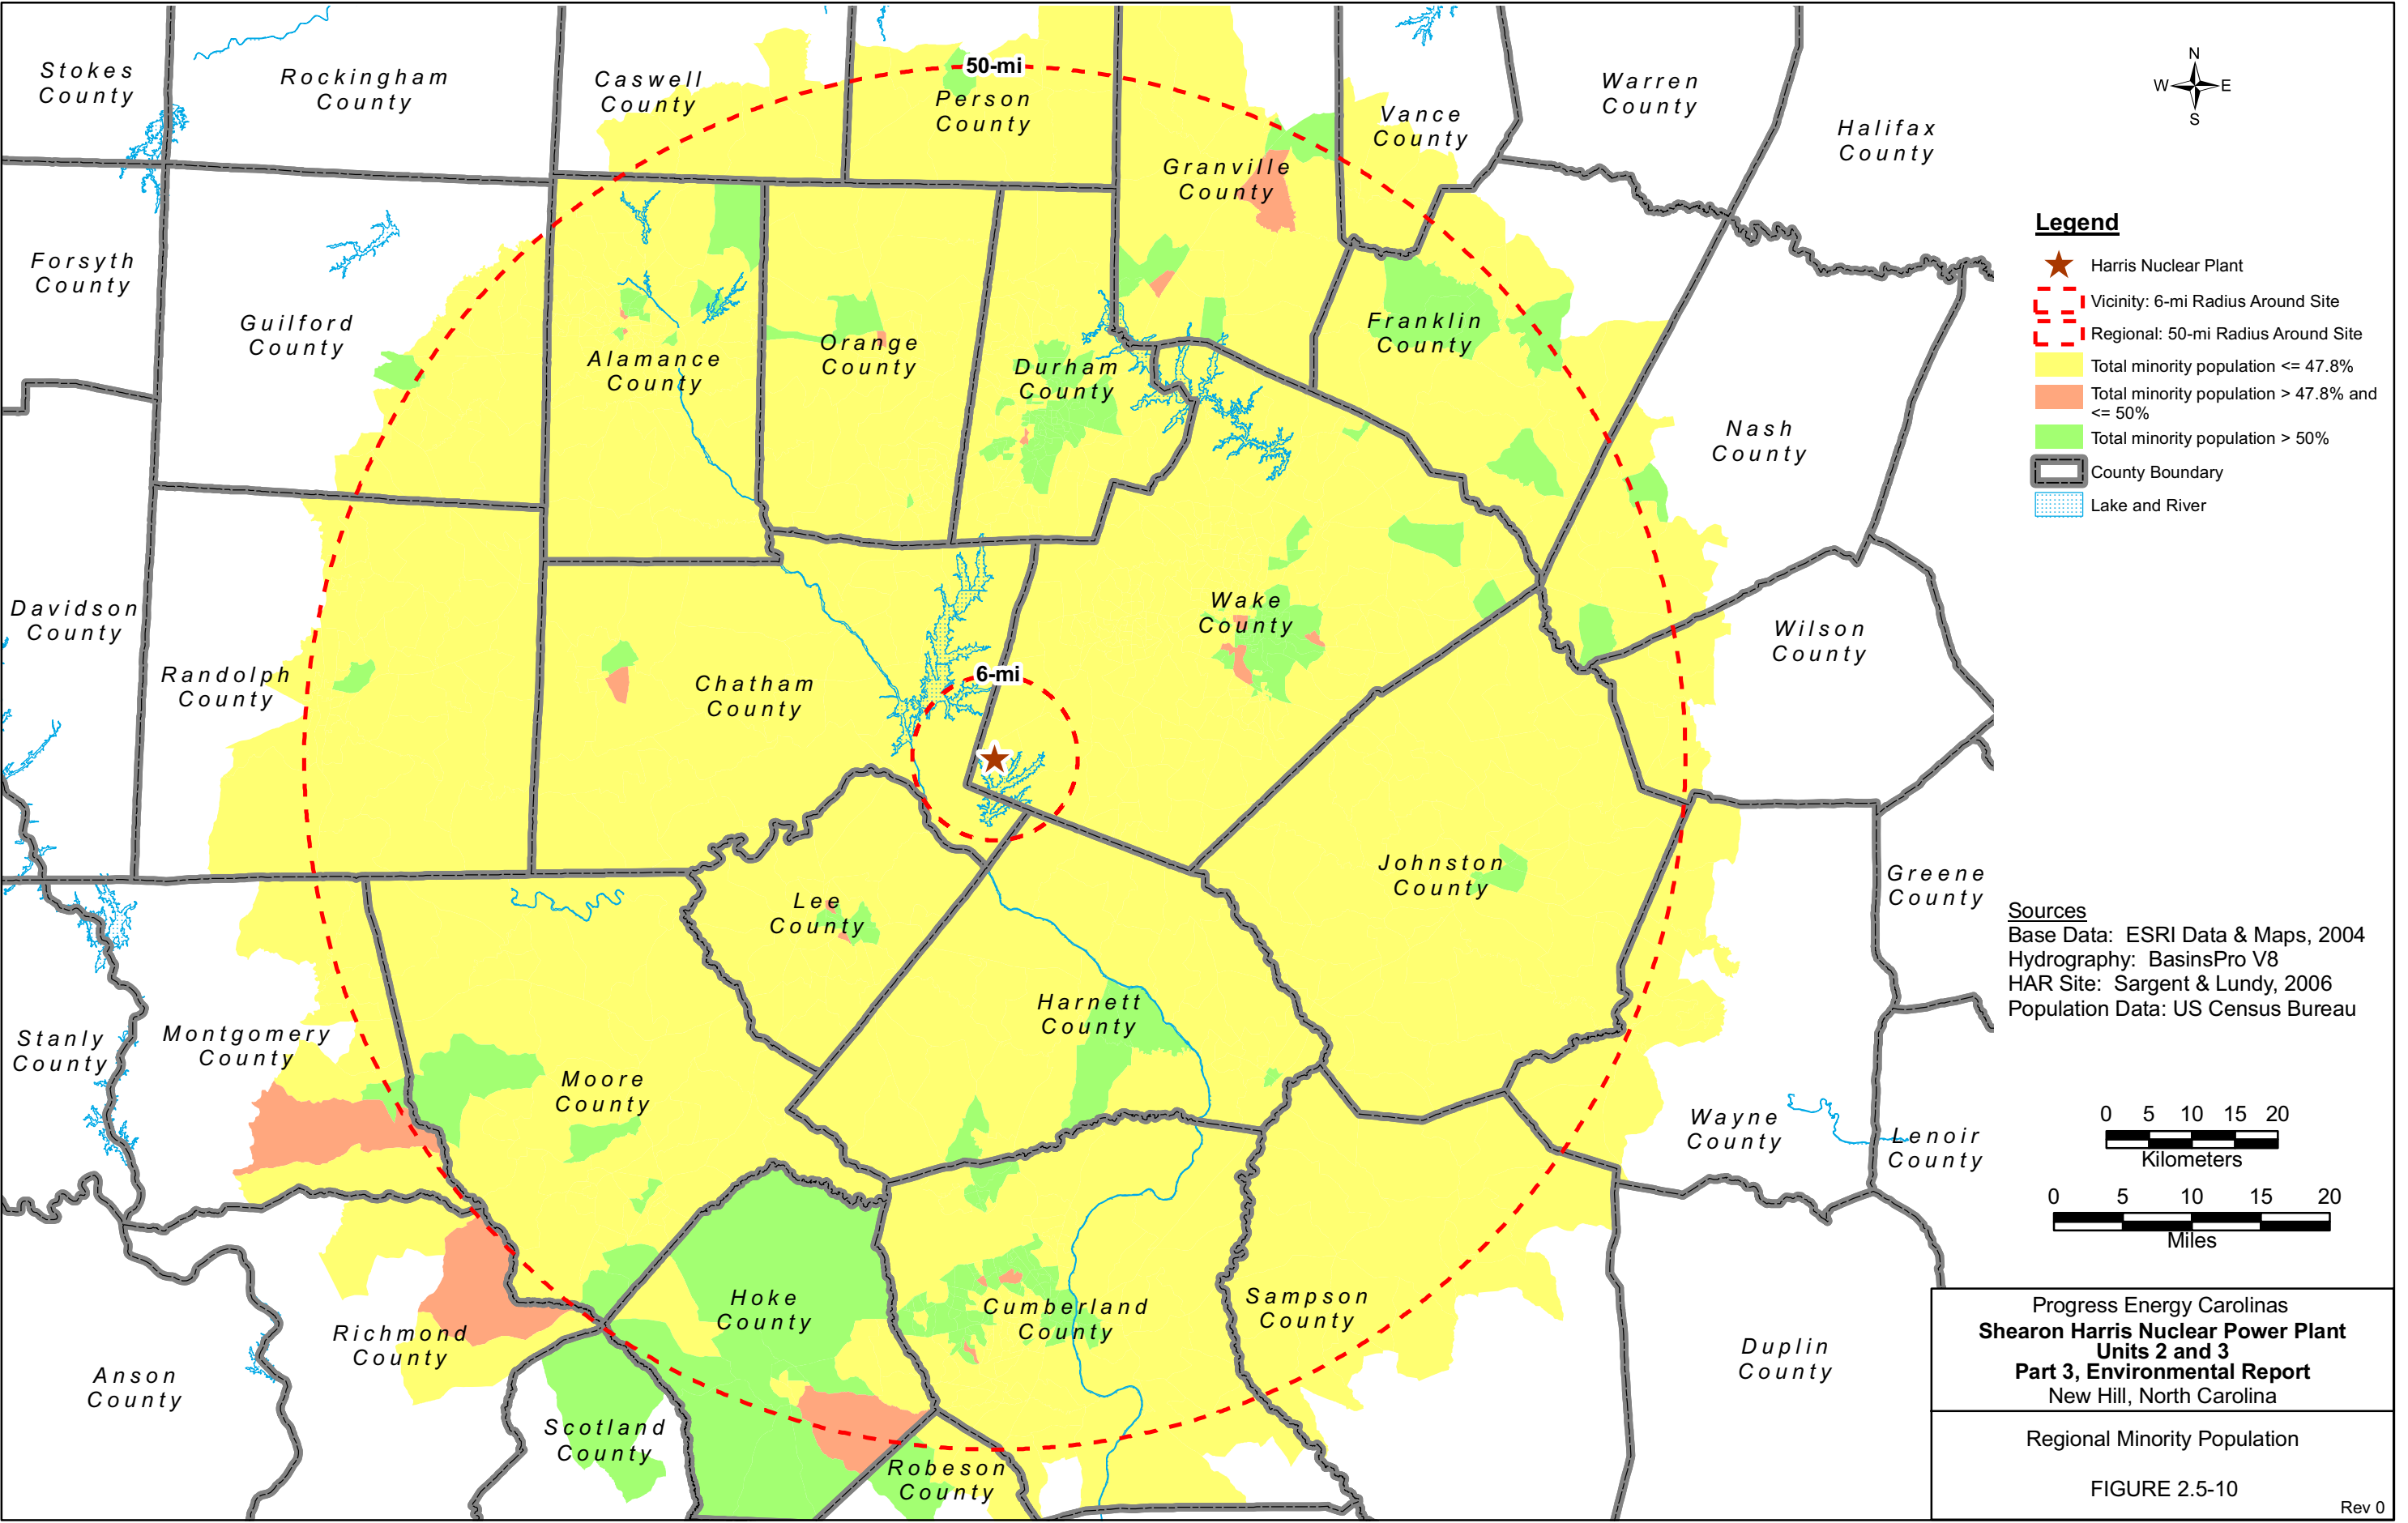 Stokes
County
Rockingham
County
Caswell
County
50-mi
Person
County
Vance
County
Warren
County
Halifax
County
Granville
County
Forsyth
County
Guilford
County
Alamance
County
Orange
County
Durham
County
Franklin
County
Nash
County
Davidson
County
Randolph
County
Chatham
County
6-mi
Wake
County
Wilson
County
Johnston
County
Greene
County
Lee
County
Harnett
County
Stanly
County
Montgomery
County
Moore
County
Wayne
County
Lenoir
County
Anson
County
Richmond
County
Hoke
County
Cumberland
County
Sampson
County
Duplin
County
Scotland
County
Robeson
County
N
W E
S
Legend
Harris Nuclear Plant
Vicinity: 6-mi Radius Around Site
Regional: 50-mi Radius Around Site
Total minority population <= 47.8%
Total minority population > 47.8% and
<= 50%
Total minority population > 50%
County Boundary
Lake and River
Sources
Base Data: ESRI Data & Maps, 2004
Hydrography: BasinsPro V8
HAR Site: Sargent & Lundy, 2006
Population Data: US Census Bureau
0 5 10 15 20
Kilometers
0 5 10 15 20
Miles
Progress Energy Carolinas
Shearon Harris Nuclear Power Plant
Units 2 and 3
Part 3, Environmental Report
New Hill, North Carolina
Regional Minority Population
FIGURE 2.5-10
Rev 0